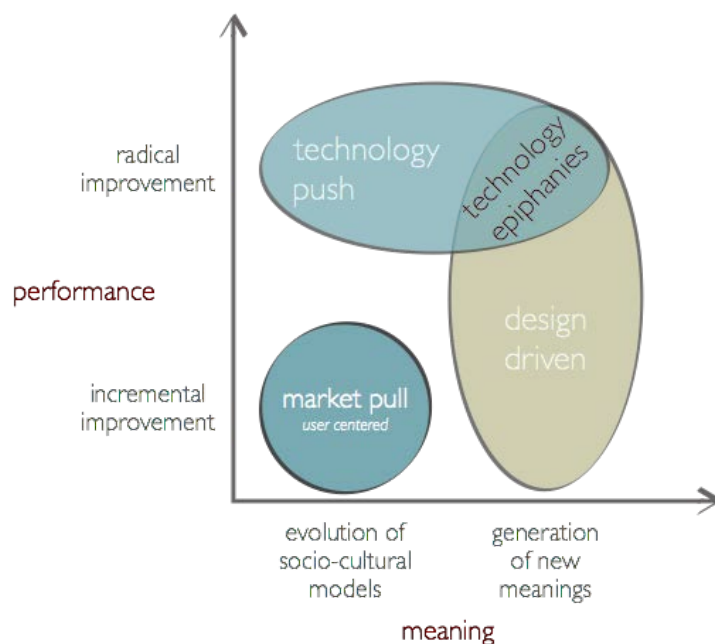 radical
improvement
technology
push
technology
epiphanies
performance
design
driven
incremental
improvement
market pull
user centered
evolution of
socio-cultural
models
generation
of new
meanings
meaning